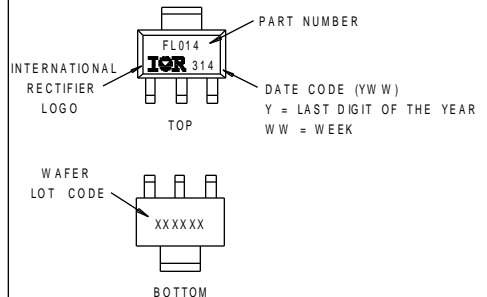 PART NUMBER
FL014
IOR 314
INTERNATIONAL
RECTIFIER
LOGO
DATE CODE (YWW)
Y = LAST DIGIT OF THE YEAR
WW = WEEK
TOP
WAFER
LOT CODE
XXXXXX
BOTTOM